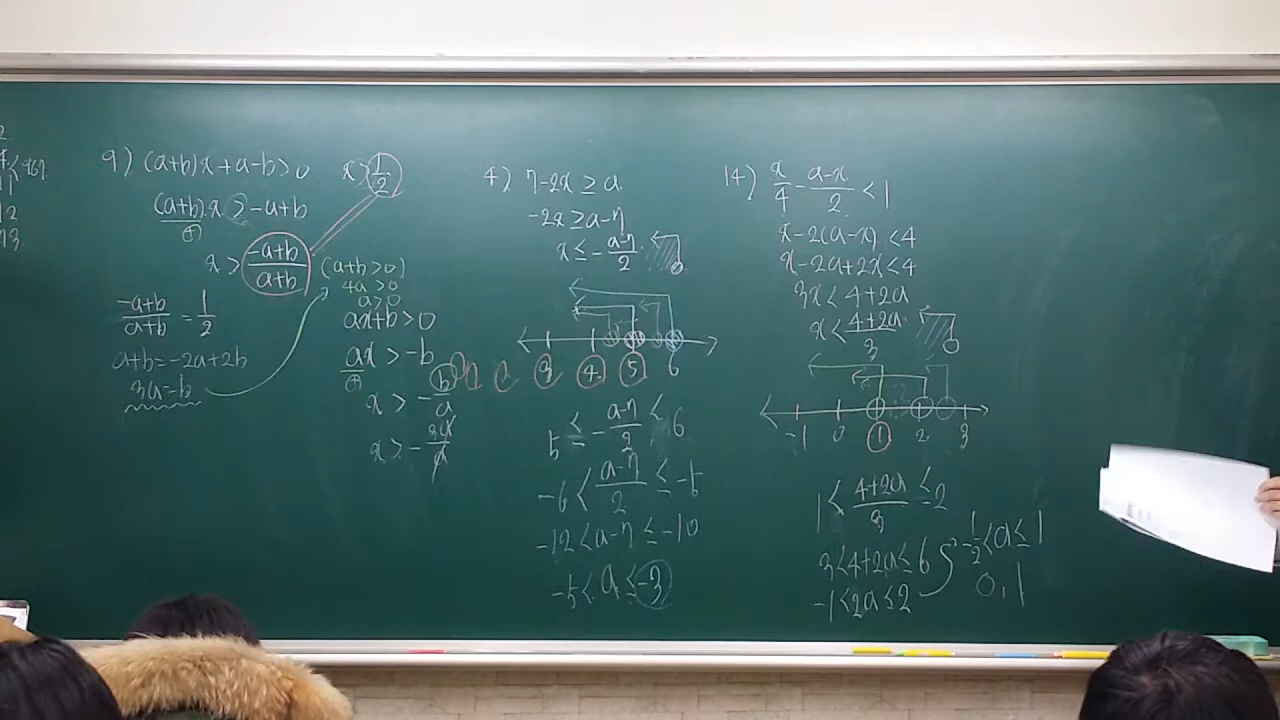 9) (a+b)x+a-b>0
x>1/2
(a+b)x>-a+b
⊕
x> (-a+b)/(a+b) (a+b>0)
4a>0
a>0
(-a+b)/(a+b) = 1/2
a+b=-2a+2b
3a=b
ax+b>0
ax>-b
⊕
x > -b/a
x > -3a/a
4) 7-2x≥a
-2x≥a-7
x≤-(a-7)/2
3 4 5 6
5≤-(a-7)/2<6
-6<(a-7)/2≤-5
-12<a-7≤-10
-5<a≤-3
14) x/4-(a-x)/2<1
x-2(a-x)<4
x-2a+2x<4
3x<4+2a
x<(4+2a)/3
-1 0 1 2 3
1<(4+2a)/3≤2
3<4+2a≤6
-1<2a≤2
-1/2<a≤1
0,1